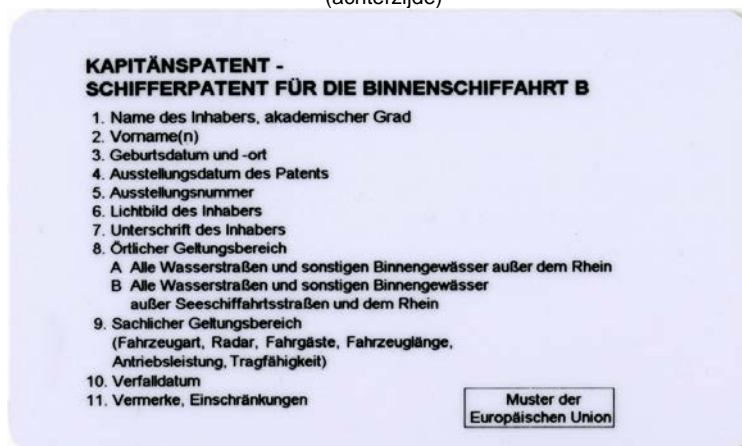 (achterzijde)
KAPITÄNSPATENT -
SCHIFFERPATENT FÜR DIE BINNENSCHIFFAHRT B
1. Name des Inhabers, akademischer Grad
2. Vorname(n)
3. Geburtsdatum und -ort
4. Ausstellungsdatum des Patents
5. Ausstellungsnummer
6. Lichtbild des Inhabers
7. Unterschrift des Inhabers
8. Örtlicher Geltungsbereich
A Alle Wasserstraßen und sonstigen Binnengewässer außer dem Rhein
B Alle Wasserstraßen und sonstigen Binnengewässer
außer Seeschiffahrtsstraßen und dem Rhein
9. Sachlicher Geltungsbereich
(Fahrzeugart, Radar, Fahrgäste, Fahrzeuglänge,
Antriebsleistung, Tragfähigkeit)
10. Verfalldatum
11. Vermerke, Einschränkungen
Muster der
Europäischen Union